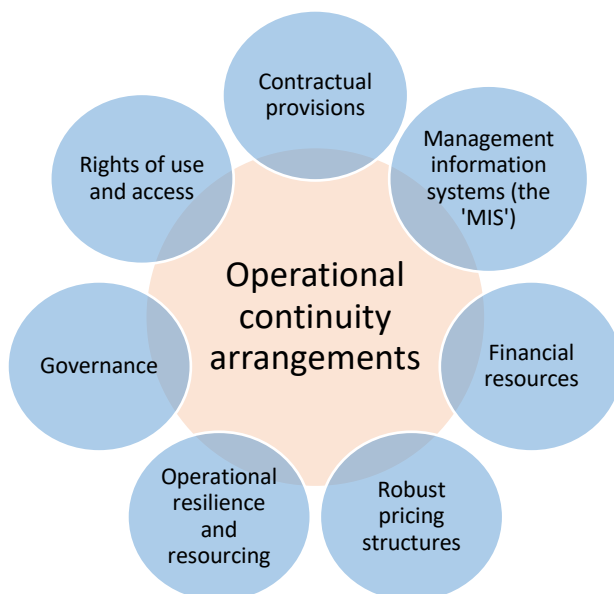 Contractual
provisions
Management
information
systems (the
'MIS')
Rights of use
and access
Operational
continuity
arrangements
Governance
Financial
resources
Operational
resilience
and
resourcing
Robust
pricing
structures